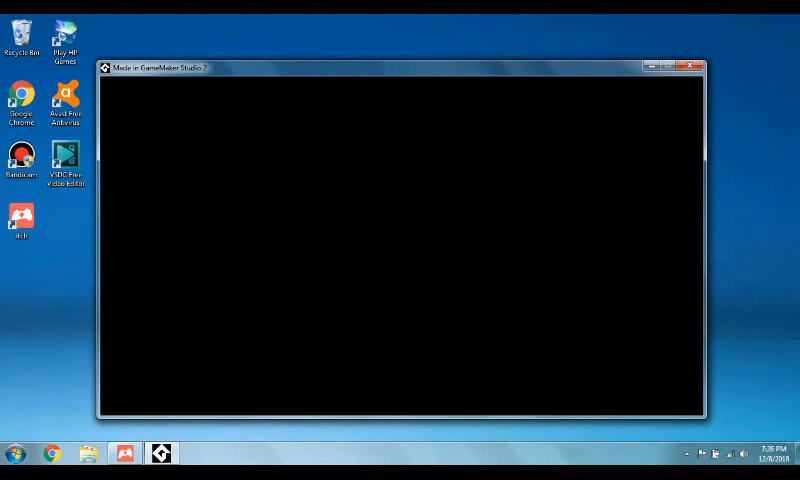 Made in GameMaker Studio 2
Recycle Bin
Play HP
Games
Google
Chrome
Avast Free
Antivirus
Bandicam
VSDC Free
Video Editor
itch
7:26 PM
12/8/2018